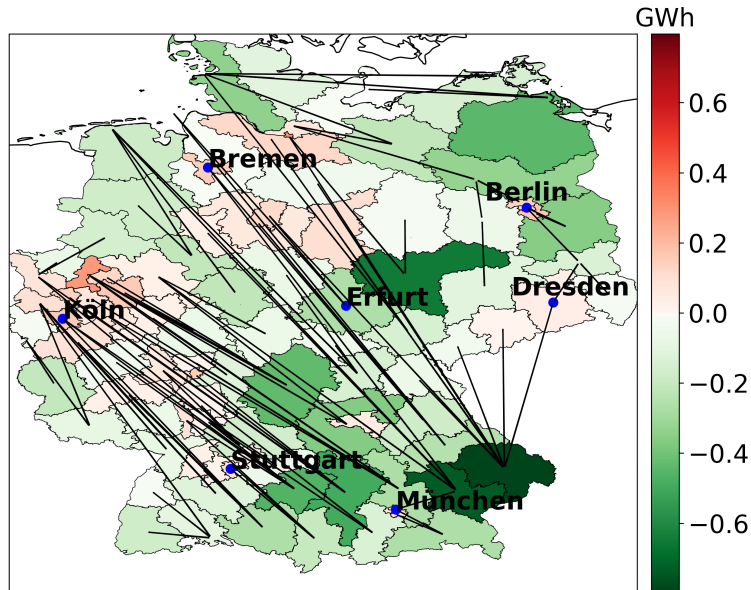 GWh
Bremen
Berlin
Erfurt
Dresden
Köln
Stuttgart
München
0.6
0.4
0.2
0.0
−0.2
−0.4
−0.6